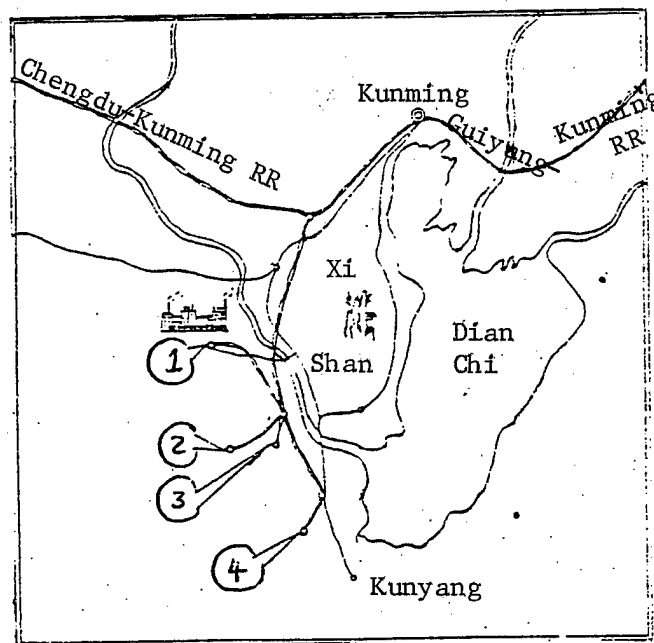 Kunming
Chengdu-Kunming RR
Guiyang Kunming
RR
Xi
Shan
Dian
Chi
1
2
3
4
Kunyang